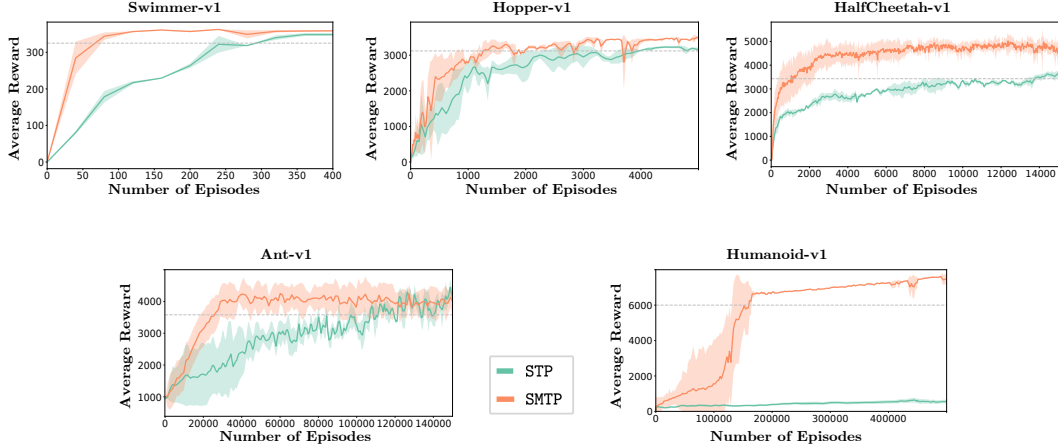 Swimmer-v1
Average Reward
300
200
100
0
0 50 100 150 200 250 300 350 400
Number of Episodes
Hopper-v1
Average Reward
3000
2000
1000
0
0 1000 2000 3000 4000
Number of Episodes
HalfCheetah-v1
Average Reward
5000
4000
3000
2000
1000
0
0 2000 4000 6000 8000 10000 12000 14000
Number of Episodes
Ant-v1
Average Reward
4000
3000
2000
1000
0 20000 40000 60000 80000 100000 120000 140000
Number of Episodes
STP
SMTP
Humanoid-v1
Average Reward
6000
4000
2000
0
0 100000 200000 300000 400000
Number of Episodes